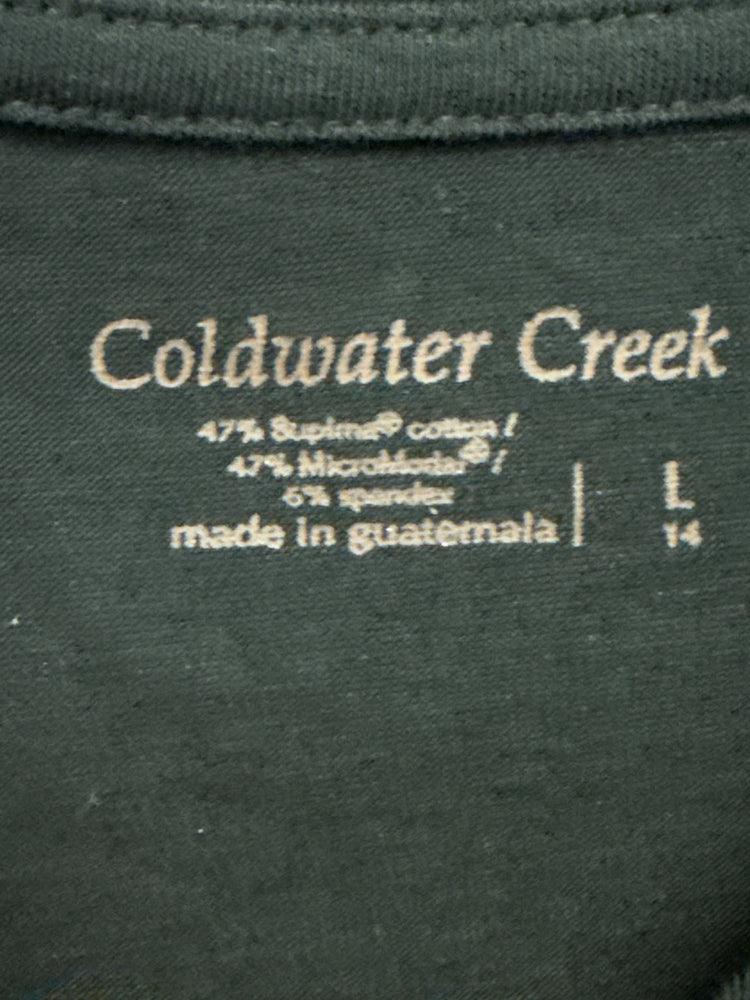 Coldwater Creek
47% Supima® cotton /
47% MicroModal® /
6% spandex
made in guatemala
L
14